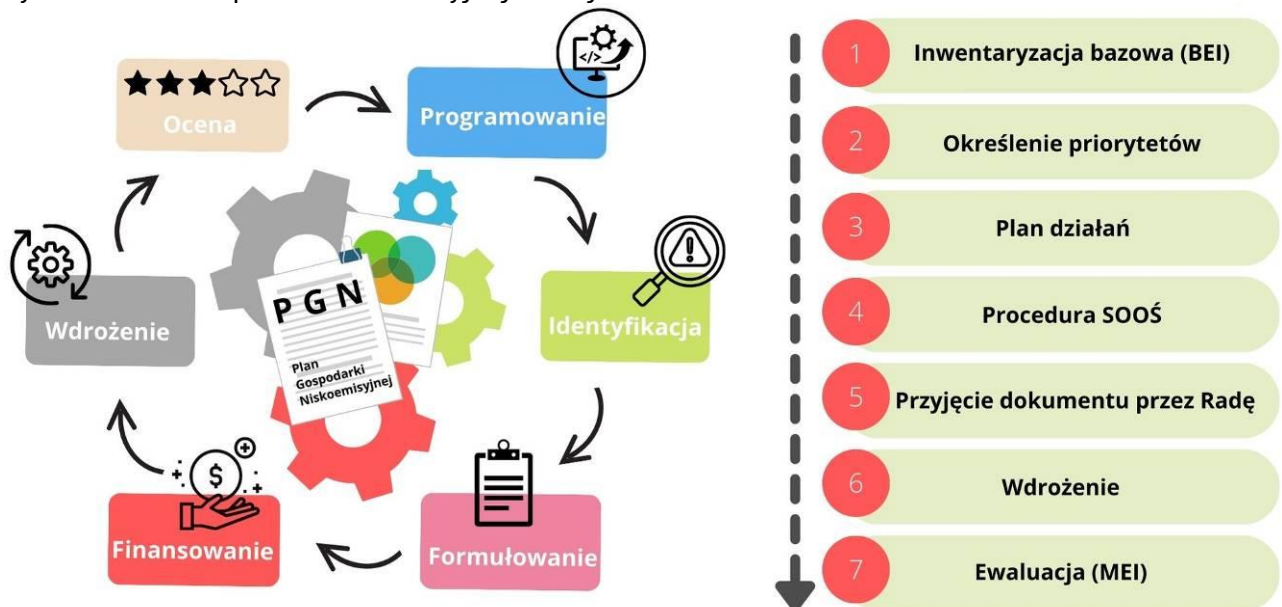 Ocena
Programowanie
Identyfikacja
Formułowanie
Finansowanie
Wdrożenie
</>
$
P G N
Plan
Gospodarki
Niskoemisyjnej
1
Inwentaryzacja bazowa (BEI)
2
Określenie priorytetów
3
Plan działań
4
Procedura SOOŚ
5
Przyjęcie dokumentu przez Radę
6
Wdrożenie
7
Ewaluacja (MEI)